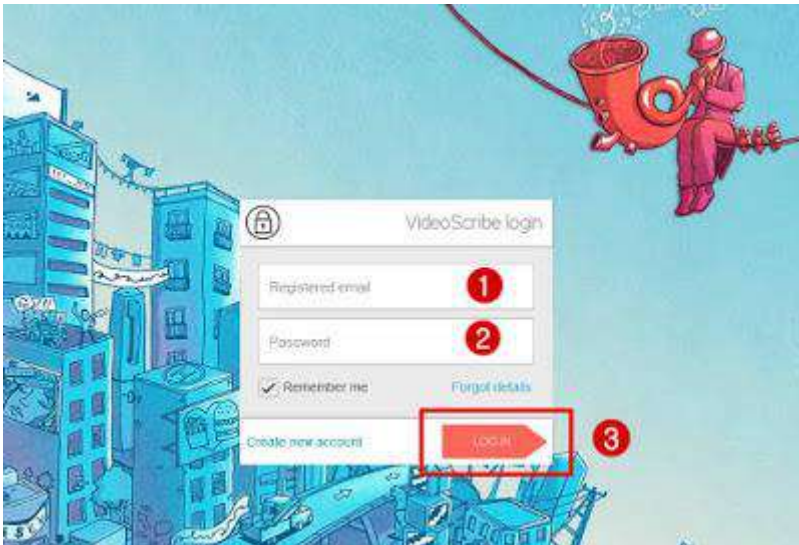 VideoScribe login
Registered email 1
Password 2
Remember me Forgot details
Create new account LOG IN 3